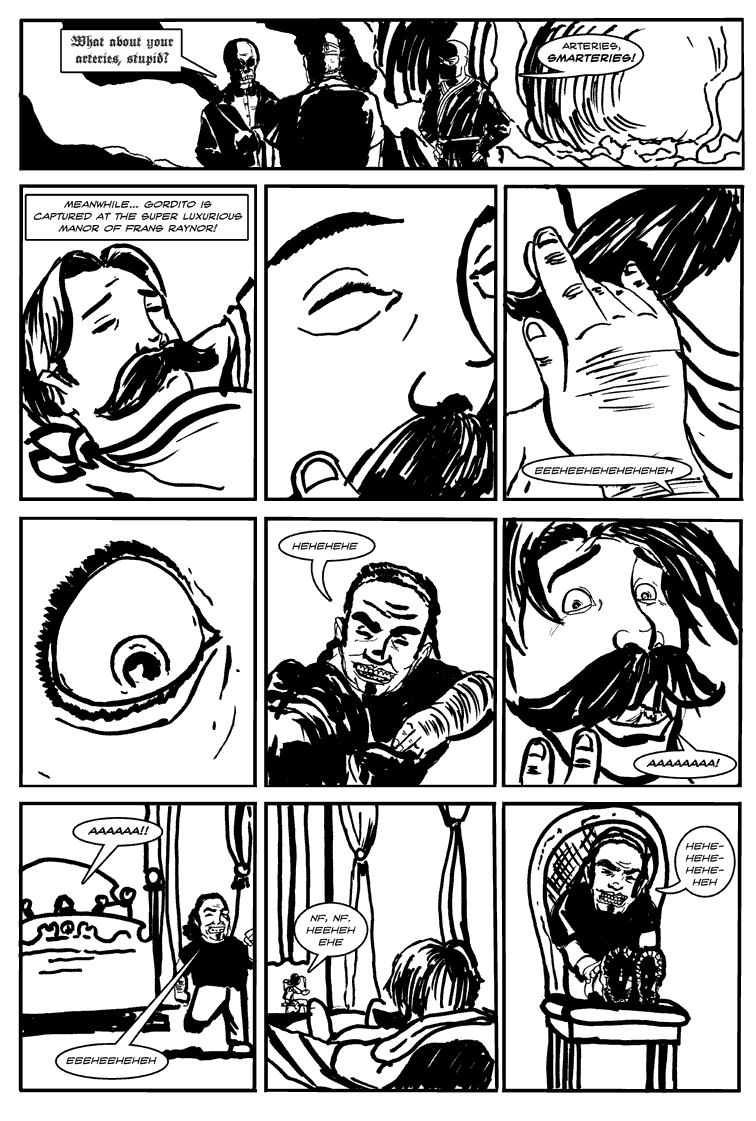 What about your
arteries, stupid?
ARTERIES,
SMARTERIES!
MEANWHILE... GORDITO IS
CAPTURED AT THE SUPER LUXURIOUS
MANOR OF FRANS RAYNOR!
EEEHEEHEHEHEHEHEH
HEHEHEHE
AAAAAAAA!
AAAAAA!!
EEEHEEHEHEH
NF, NF.
HEEHEH
EHE
HEHE-
HEHE-
HEHE-
HEH